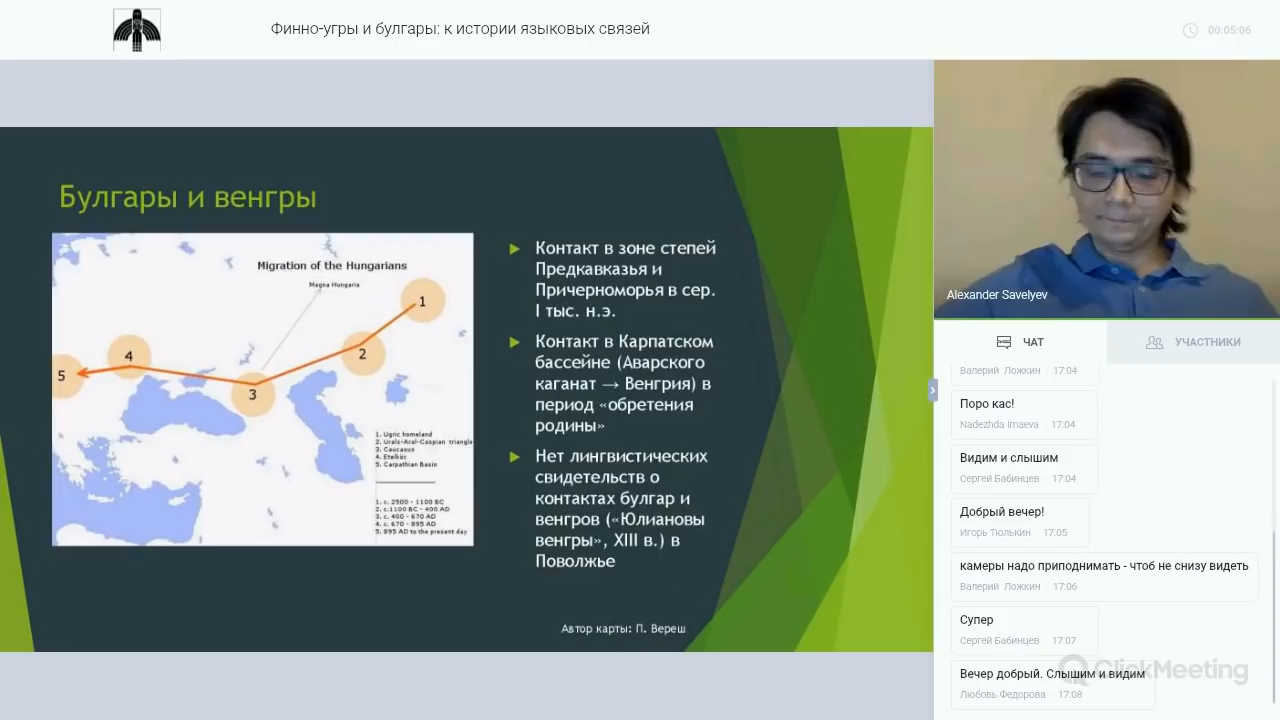 Финно-угры и булгары: к истории языковых связей
00:05:06
Булгары и венгры
Migration of the Hungarians
Magna Hungaria
1
2
3
4
5
1. Ugric homeland
2. Urals-Aral-Caspian triangle
3. Caucasus
4. Etelköz
5. Carpathian Basin
1. c. 2500 - 1100 BC
2. c.1100 BC - 400 AD
3. c. 400 - 670 AD
4. c. 670 - 895 AD
5. 895 AD to the present day
Контакт в зоне степей
Предкавказья и
Причерноморья в сер.
I тыс. н.э.
Контакт в Карпатском
бассейне (Аварского
каганат → Венгрия) в
период «обретения
родины»
Нет лингвистических
свидетельств о
контактах булгар и
венгров («Юлиановы
венгры», XIII в.) в
Поволжье
Автор карты: П. Вереш
Alexander Savelyev
ЧАТ
УЧАСТНИКИ
Валерий Ложкин 17:04
Поро кас!
Nadezhda Imaeva 17:04
Видим и слышим
Сергей Бабинцев 17:04
Добрый вечер!
Игорь Тюлькин 17:05
камеры надо приподнимать - чтоб не снизу видеть
Валерий Ложкин 17:06
Супер
Сергей Бабинцев 17:07
Вечер добрый. Слышим и видим
Любовь Федорова 17:08
ClickMeeting